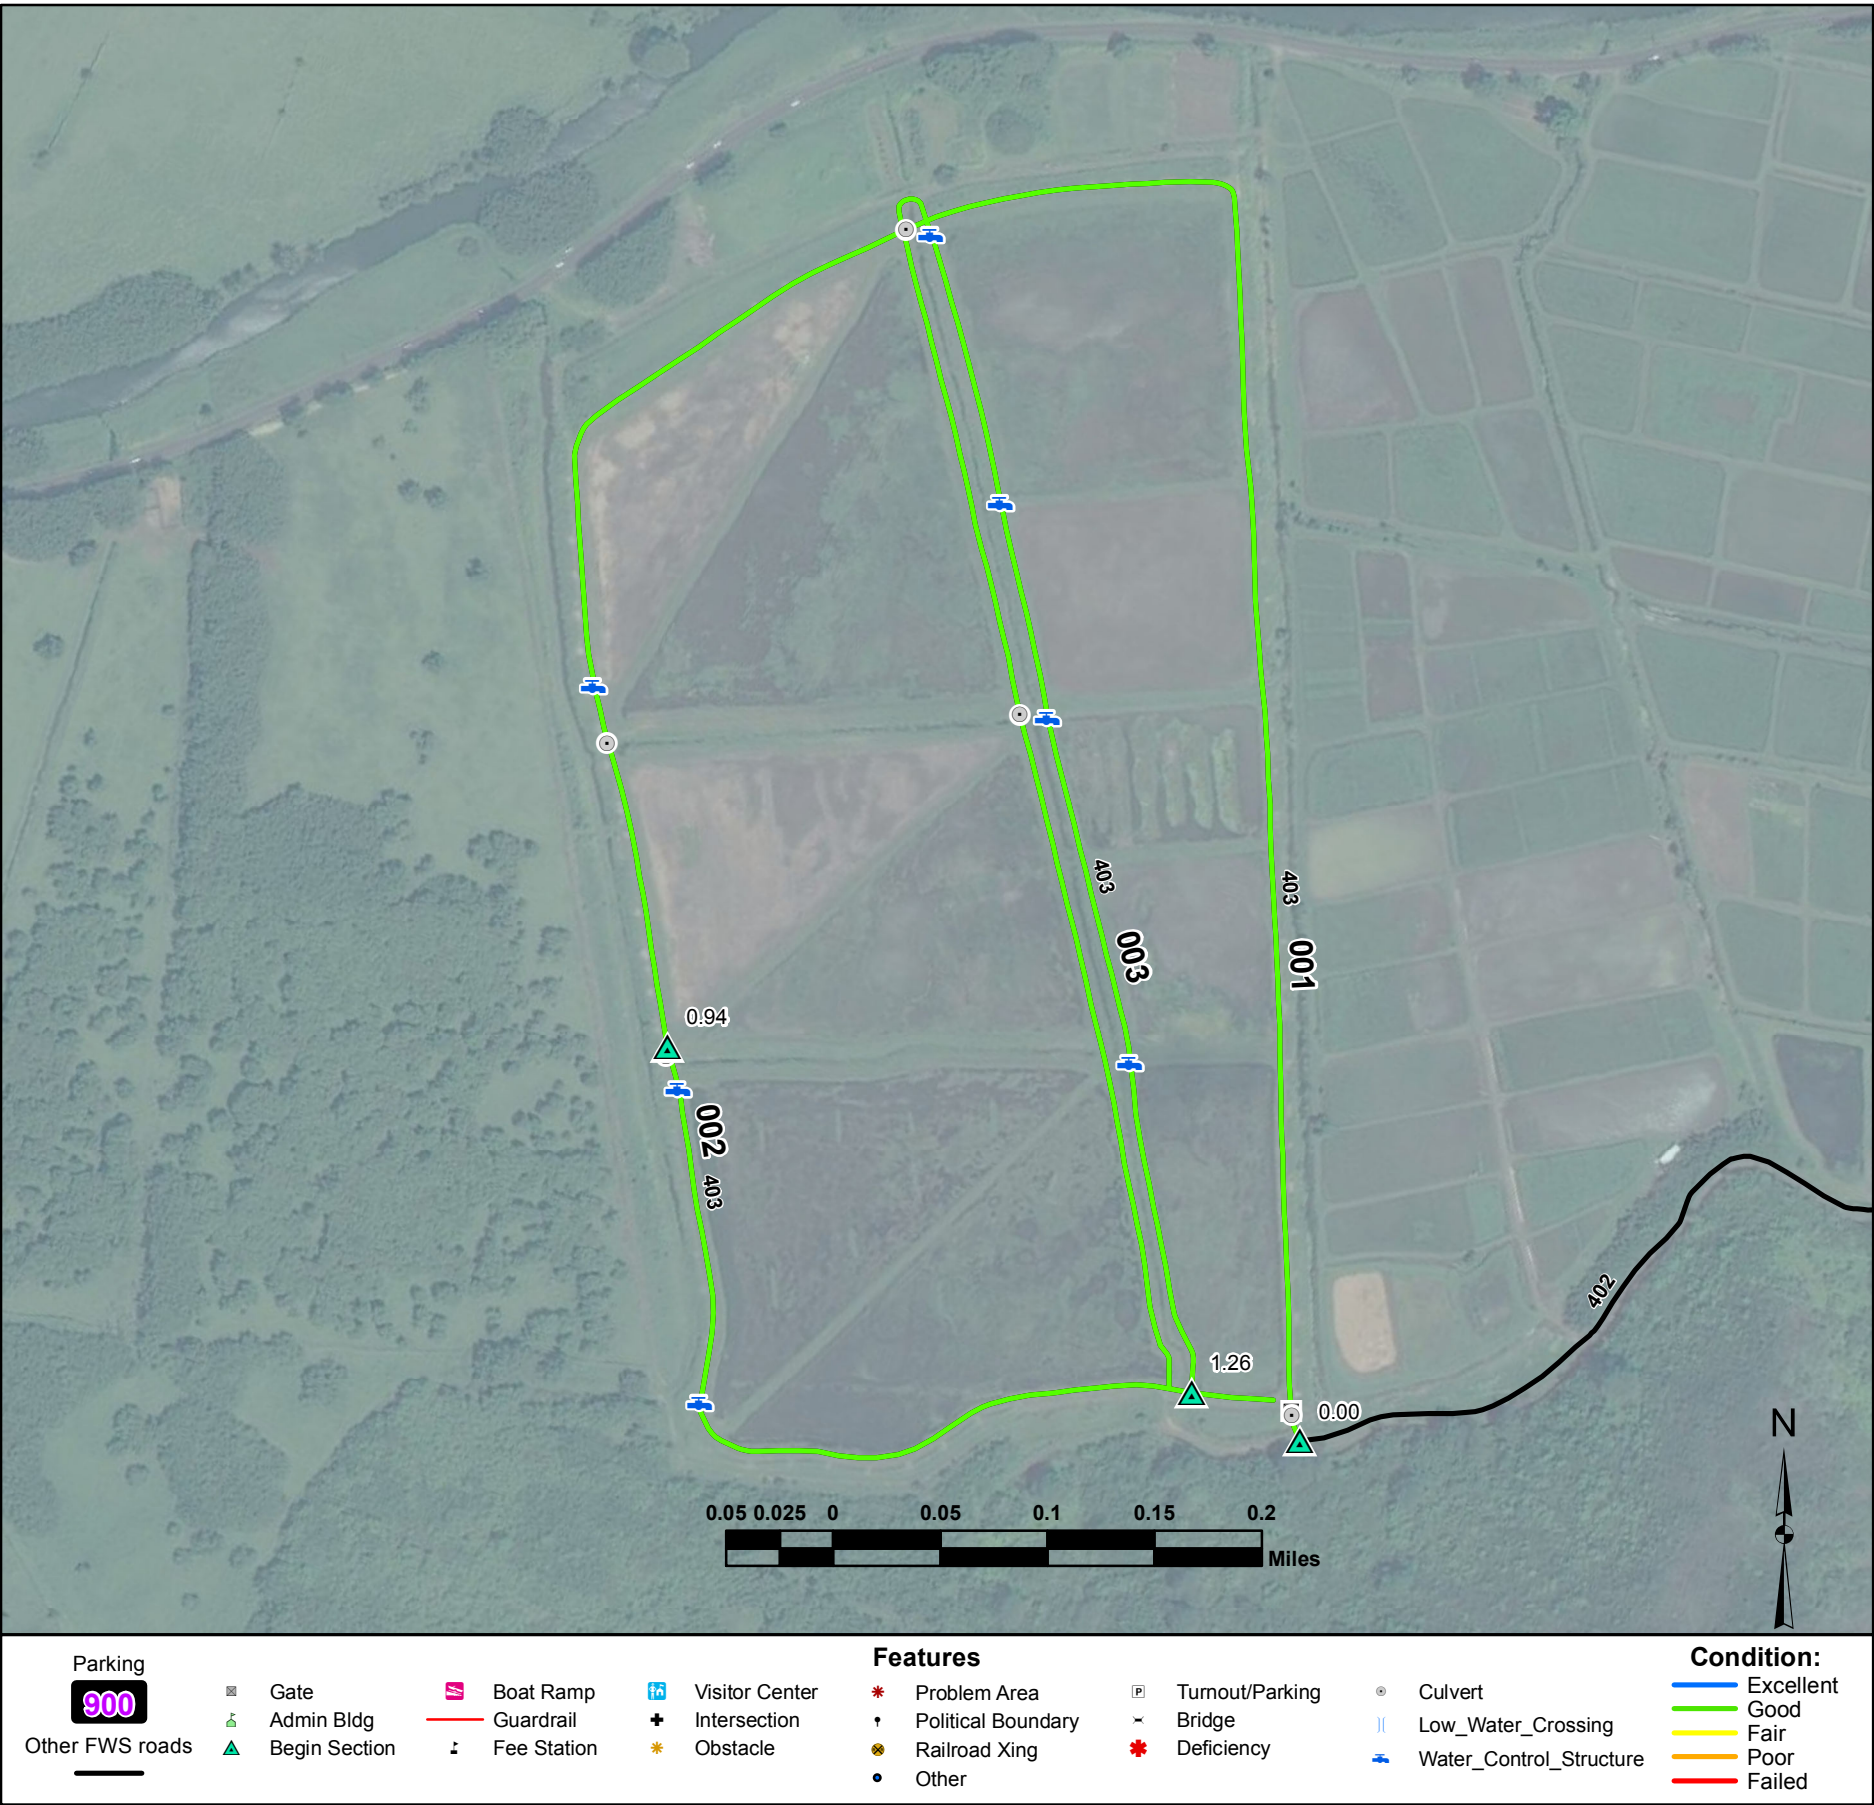 403
403
003
001
0.94
002
403
402
1.26
0.00
N
0.05 0.025 0 0.05 0.1 0.15 0.2
Miles
Parking
900
Other FWS roads
Gate
Admin Bldg
Begin Section
Boat Ramp
Guardrail
Fee Station
Visitor Center
Intersection
Obstacle
Features
Problem Area
Political Boundary
Railroad Xing
Other
P Turnout/Parking
Bridge
Deficiency
Culvert
Low_Water_Crossing
Water_Control_Structure
Condition:
Excellent
Good
Fair
Poor
Failed